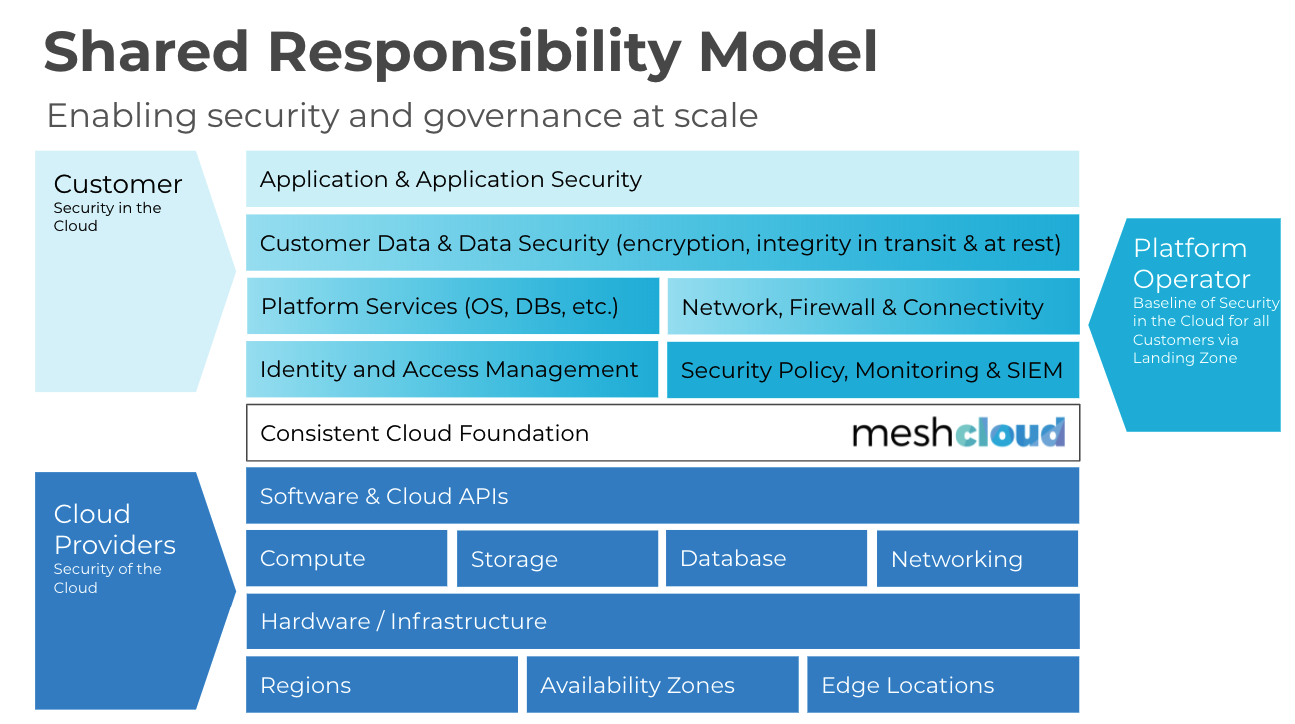 Shared Responsibility Model
Enabling security and governance at scale
Customer
Security in the
Cloud
Application & Application Security
Customer Data & Data Security (encryption, integrity in transit & at rest)
Platform Services (OS, DBs, etc.)
Network, Firewall & Connectivity
Identity and Access Management
Security Policy, Monitoring & SIEM
Platform
Operator
Baseline of Security
in the Cloud for all
Customers via
Landing Zone
Consistent Cloud Foundation
meshcloud
Cloud
Providers
Security of the
Cloud
Software & Cloud APIs
Compute
Storage
Database
Networking
Hardware / Infrastructure
Regions
Availability Zones
Edge Locations